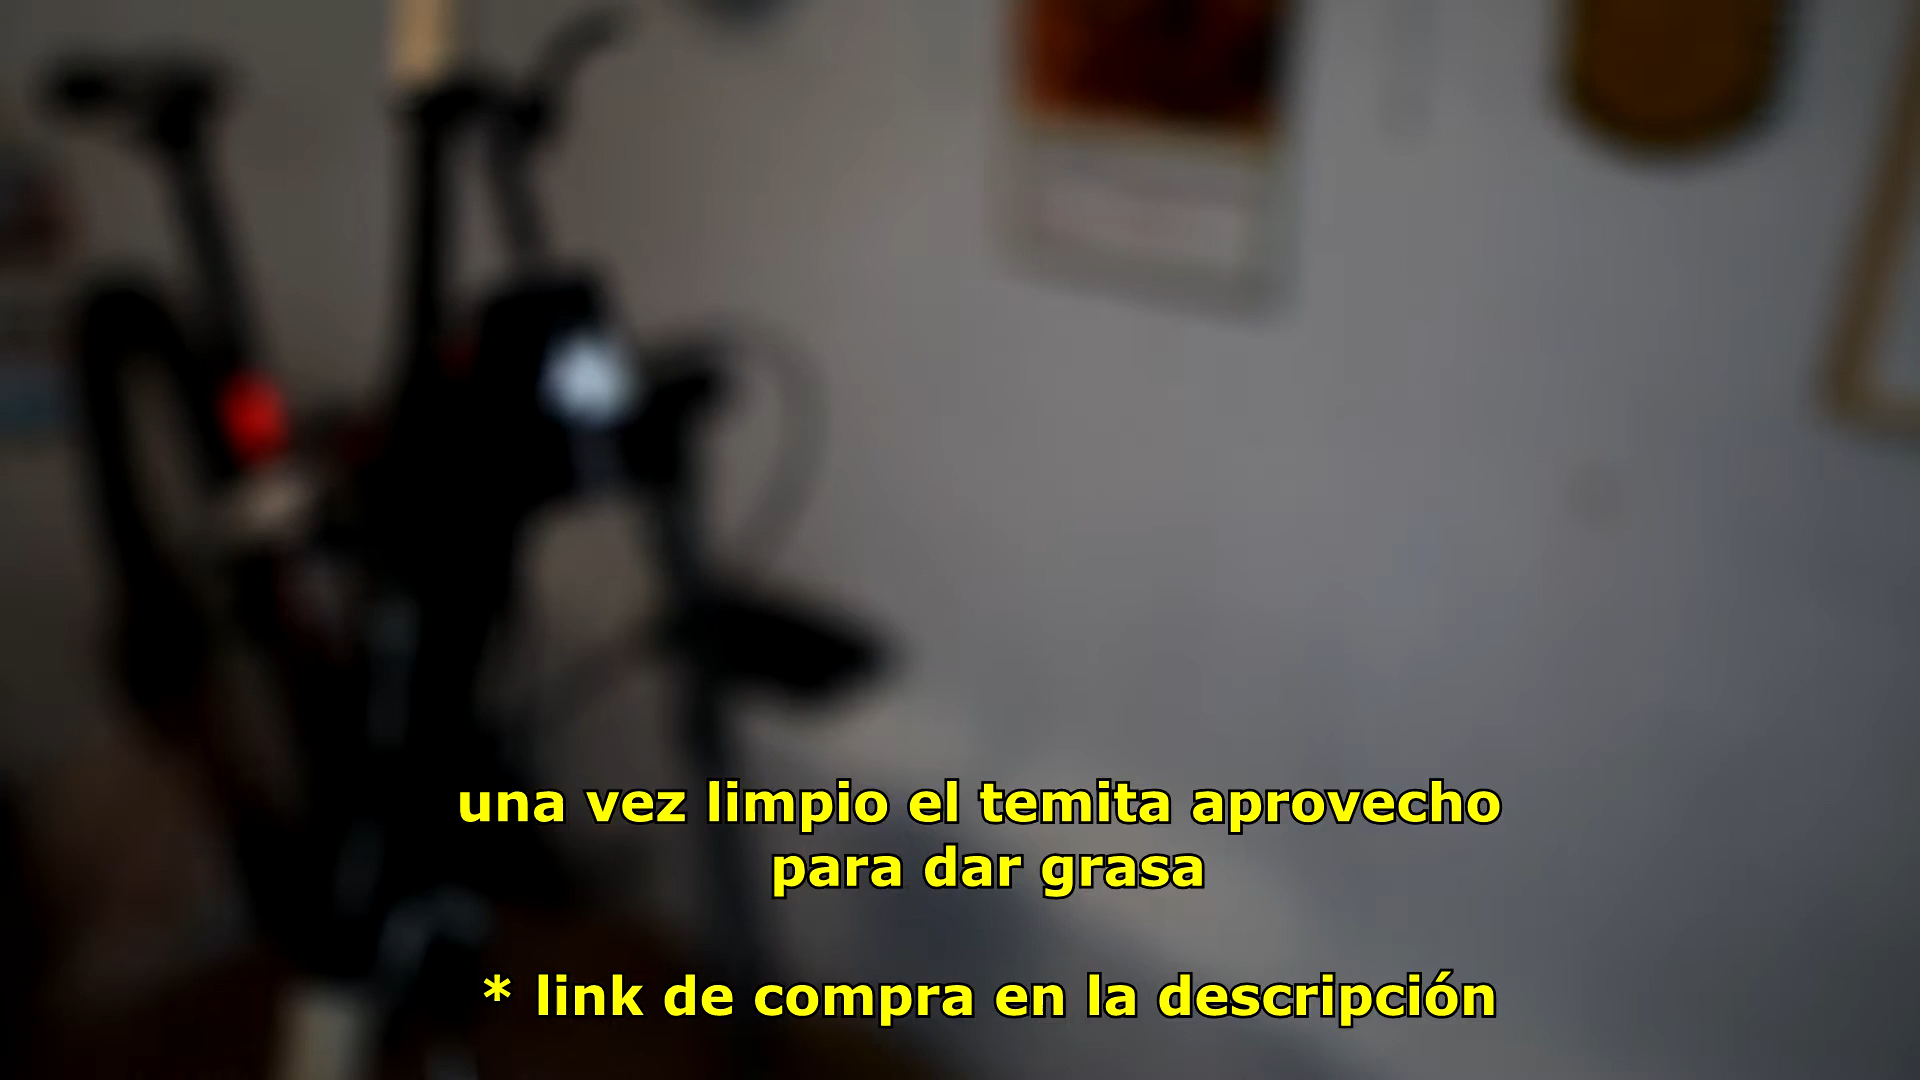 una vez limpio el temita aprovecho
para dar grasa
* link de compra en la descripción